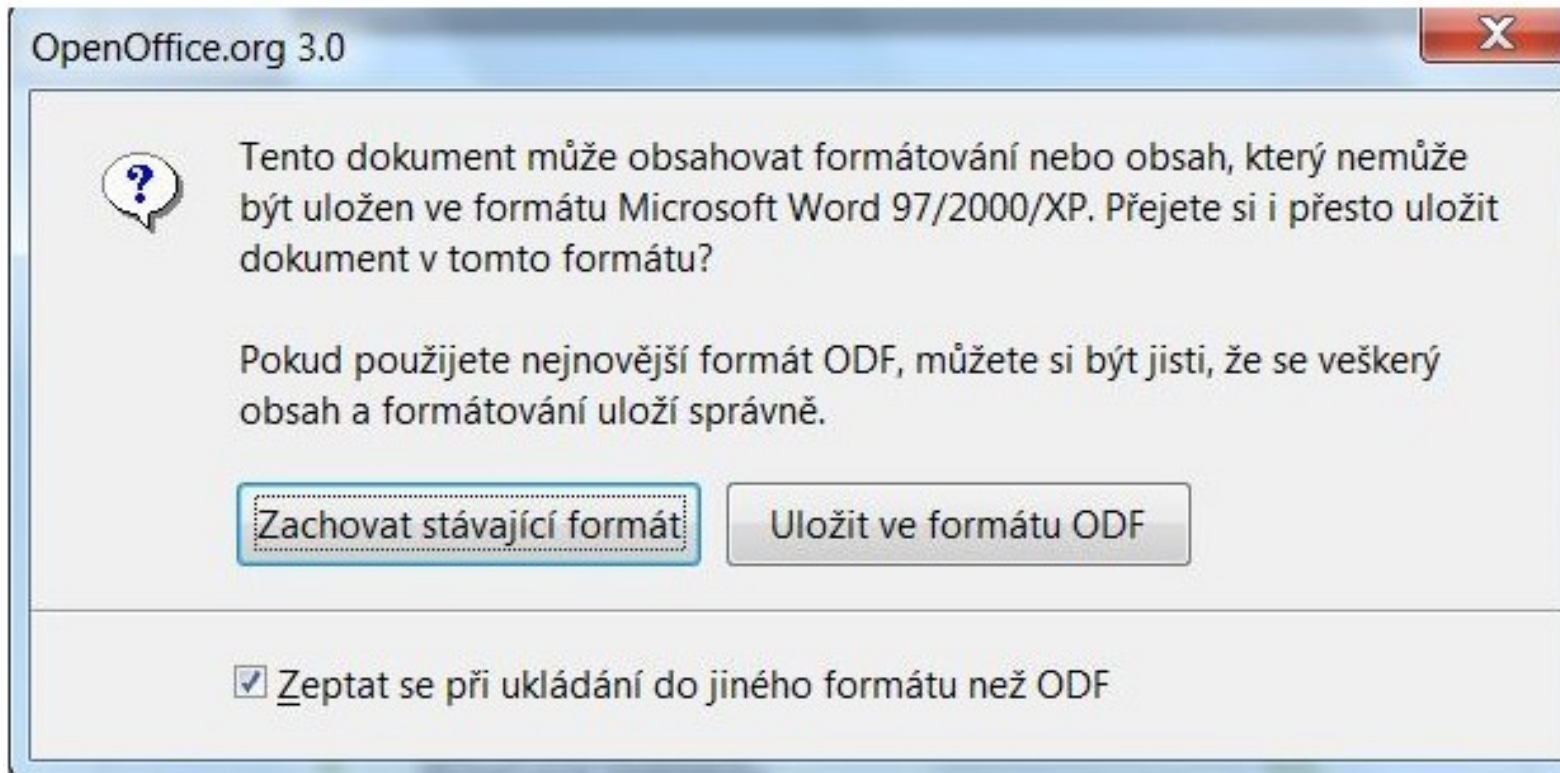 OpenOffice.org 3.0
Tento dokument může obsahovat formátování nebo obsah, který nemůže
být uložen ve formátu Microsoft Word 97/2000/XP. Přejete si i přesto uložit
dokument v tomto formátu?
Pokud použijete nejnovější formát ODF, můžete si být jisti, že se veškerý
obsah a formátování uloží správně.
Zachovat stávající formát
Uložit ve formátu ODF
Zeptat se při ukládání do jiného formátu než ODF